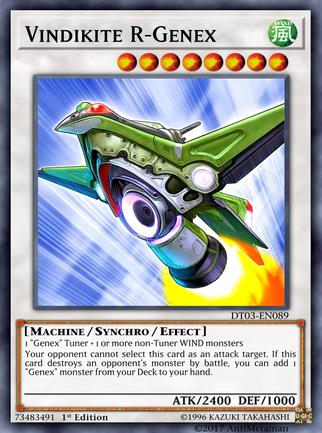 VINDIKITE R-GENEX
WIND
風
DT03-EN089
[MACHINE / SYNCHRO / EFFECT]
1 "Genex" Tuner + 1 or more non-Tuner WIND monsters
Your opponent cannot select this card as an attack target. If this
card destroys an opponent's monster by battle, you can add 1
"Genex" monster from your Deck to your hand.
ATK/2400 DEF/1000
73483491 1st Edition ©1996 KAZUKI TAKAHASHI
©2017 AntiMetaman